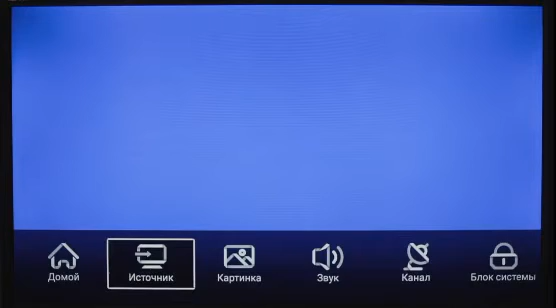 Домой
Источник
Картинка
Звук
Канал
Блок системы